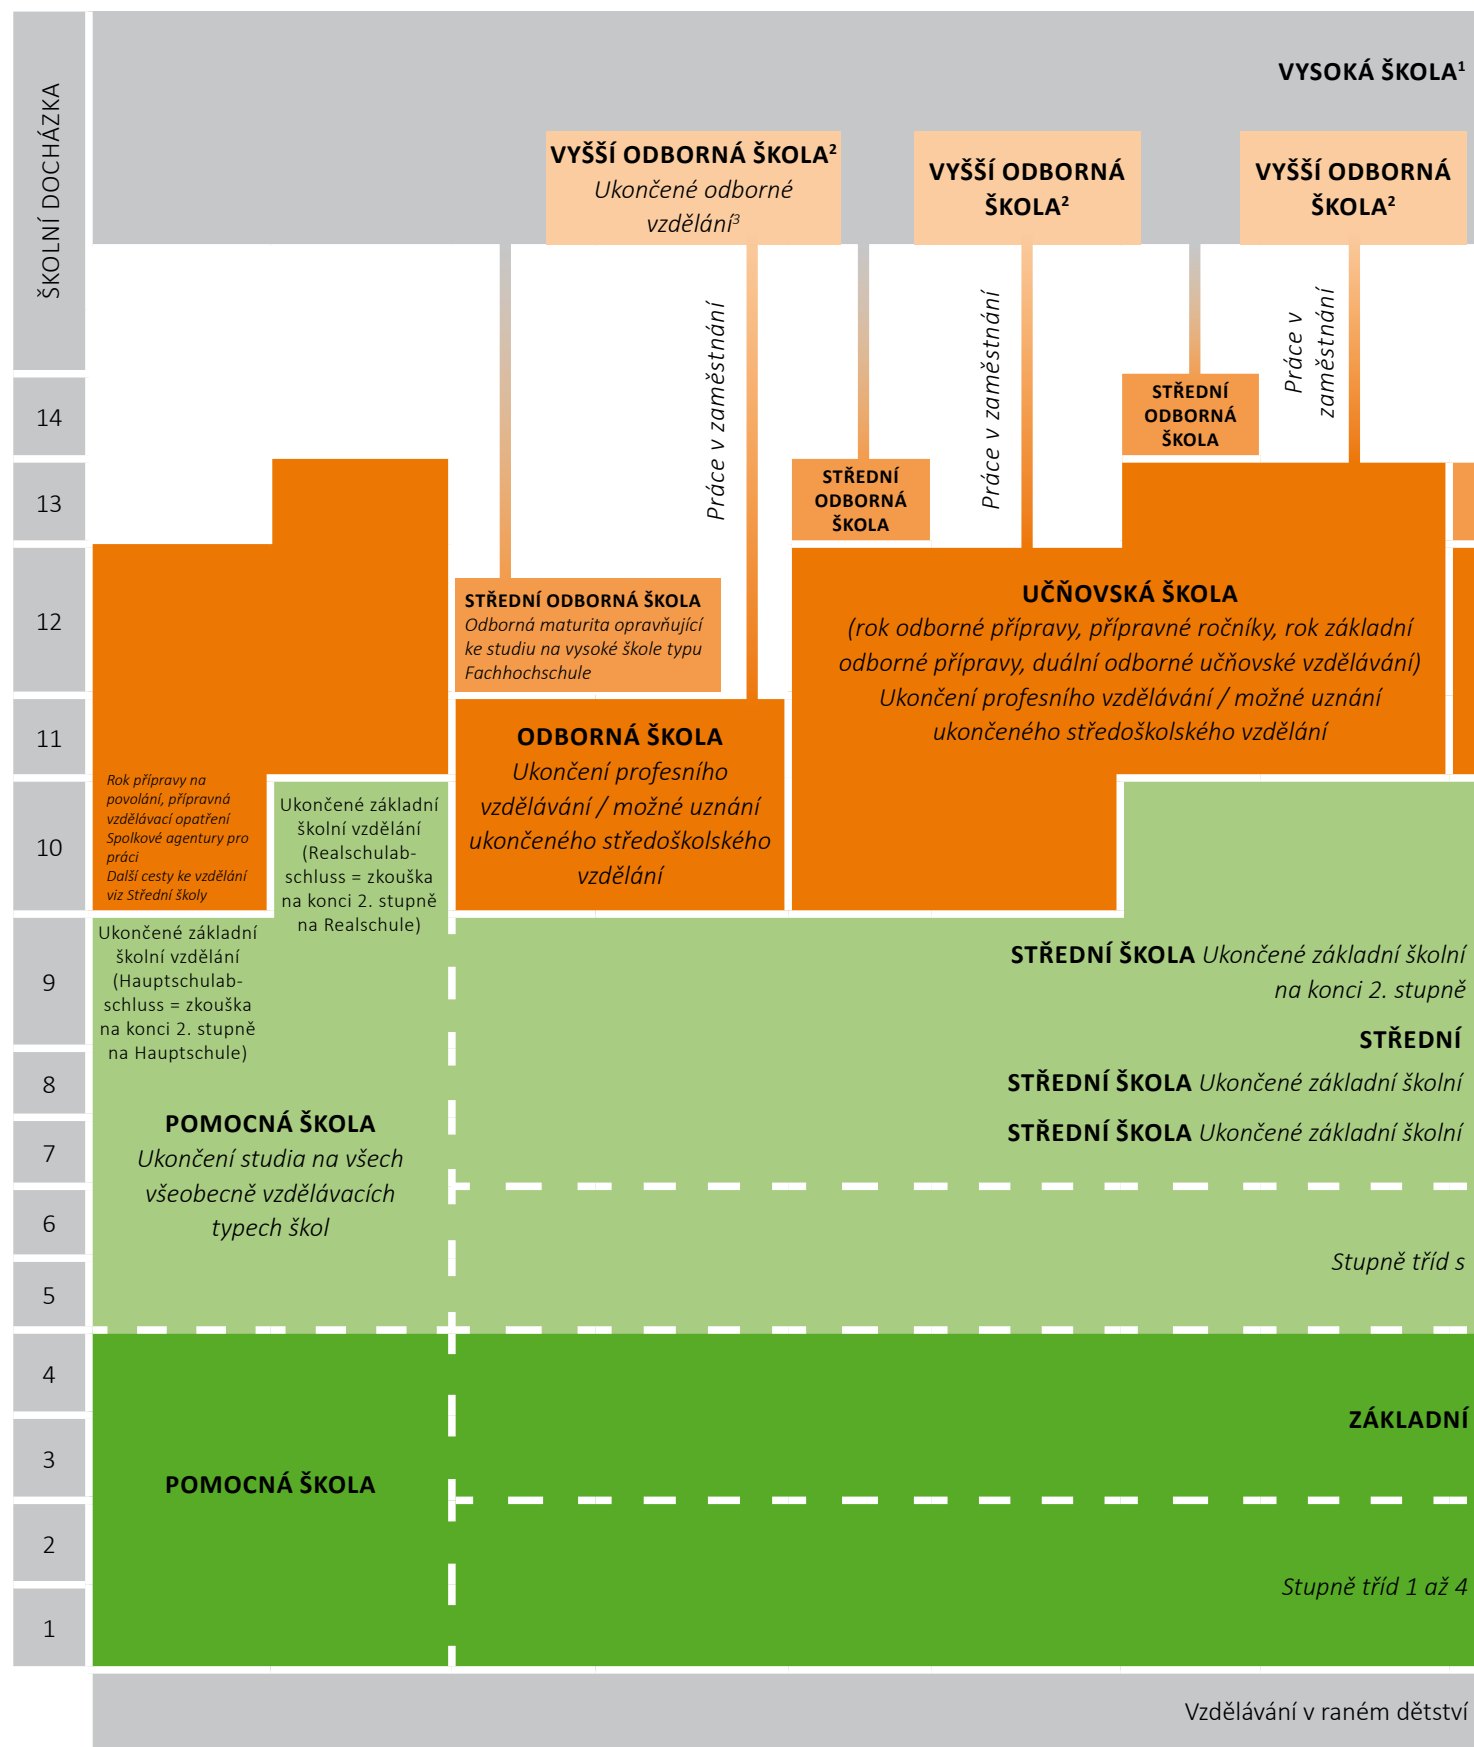 VYSOKÁ ŠKOLA¹
ŠKOLNÍ DOCHÁZKA
VYŠŠÍ ODBORNÁ ŠKOLA²
Ukončené odborné
vzdělání³
VYŠŠÍ ODBORNÁ
ŠKOLA²
VYŠŠÍ ODBORNÁ
ŠKOLA²
Práce v zaměstnání
Práce v zaměstnání
Práce v
zaměstnání
14
STŘEDNÍ
ODBORNÁ
ŠKOLA
13
STŘEDNÍ
ODBORNÁ
ŠKOLA
12
STŘEDNÍ ODBORNÁ ŠKOLA
Odborná maturita opravňující
ke studiu na vysoké škole typu
Fachhochschule
UČŇOVSKÁ ŠKOLA
(rok odborné přípravy, přípravné ročníky, rok základní
odborné přípravy, duální odborné učňovské vzdělávání)
Ukončení profesního vzdělávání / možné uznání
ukončeného středoškolského vzdělání
11
ODBORNÁ ŠKOLA
Ukončení profesního
vzdělávání / možné uznání
ukončeného středoškolského
vzdělání
10
Rok přípravy na
povolání, přípravná
vzdělávací opatření
Spolkové agentury pro
práci
Další cesty ke vzdělání
viz Střední školy
Ukončené základní
školní vzdělání
(Realschulab-
schluss = zkouška
na konci 2. stupně
na Realschule)
9
Ukončené základní
školní vzdělání
(Hauptschulab-
schluss = zkouška
na konci 2. stupně
na Hauptschule)
STŘEDNÍ ŠKOLA Ukončené základní školní
na konci 2. stupně
STŘEDNÍ
8
STŘEDNÍ ŠKOLA Ukončené základní školní
7
STŘEDNÍ ŠKOLA Ukončené základní školní
POMOCNÁ ŠKOLA
Ukončení studia na všech
všeobecně vzdělávacích
typech škol
6
5
Stupně tříd s
4
ZÁKLADNÍ
3
POMOCNÁ ŠKOLA
2
Stupně tříd 1 až 4
1
Vzdělávání v raném dětství